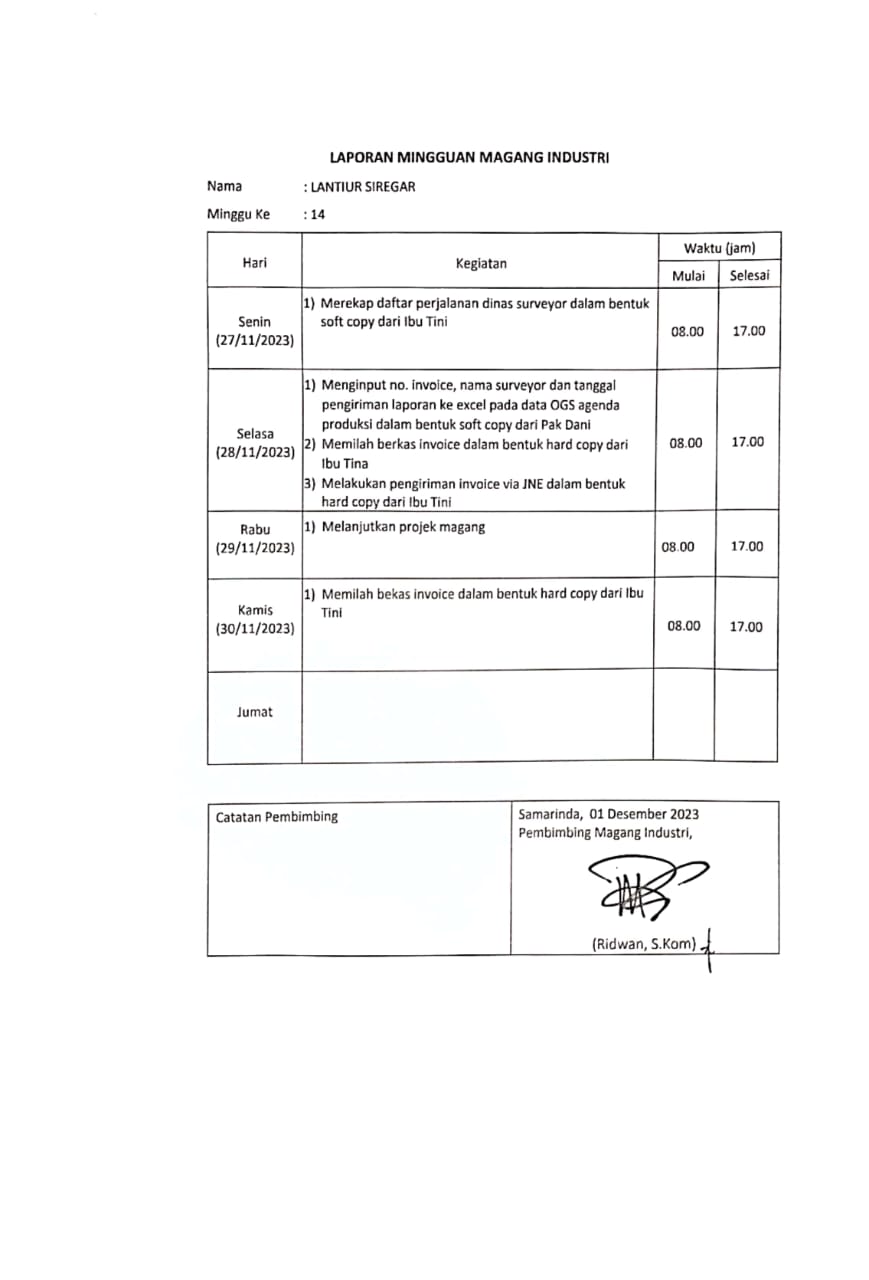 LAPORAN MINGGUAN MAGANG INDUSTRI
Nama : LANTIUR SIREGAR
Minggu Ke : 14
Hari Kegiatan Waktu (jam)
Mulai Selesai
Senin
(27/11/2023)
1) Merekap daftar perjalanan dinas surveyor dalam bentuk
soft copy dari Ibu Tini
08.00 17.00
Selasa
(28/11/2023)
1) Menginput no. invoice, nama surveyor dan tanggal
pengiriman laporan ke excel pada data OGS agenda
produksi dalam bentuk soft copy dari Pak Dani
2) Memilah berkas invoice dalam bentuk hard copy dari
Ibu Tina
3) Melakukan pengiriman invoice via JNE dalam bentuk
hard copy dari Ibu Tini
08.00 17.00
Rabu
(29/11/2023)
1) Melanjutkan projek magang
08.00 17.00
Kamis
(30/11/2023)
1) Memilah bekas invoice dalam bentuk hard copy dari Ibu
Tini
08.00 17.00
Jumat
Catatan Pembimbing
Samarinda, 01 Desember 2023
Pembimbing Magang Industri,
(Ridwan, S.Kom)